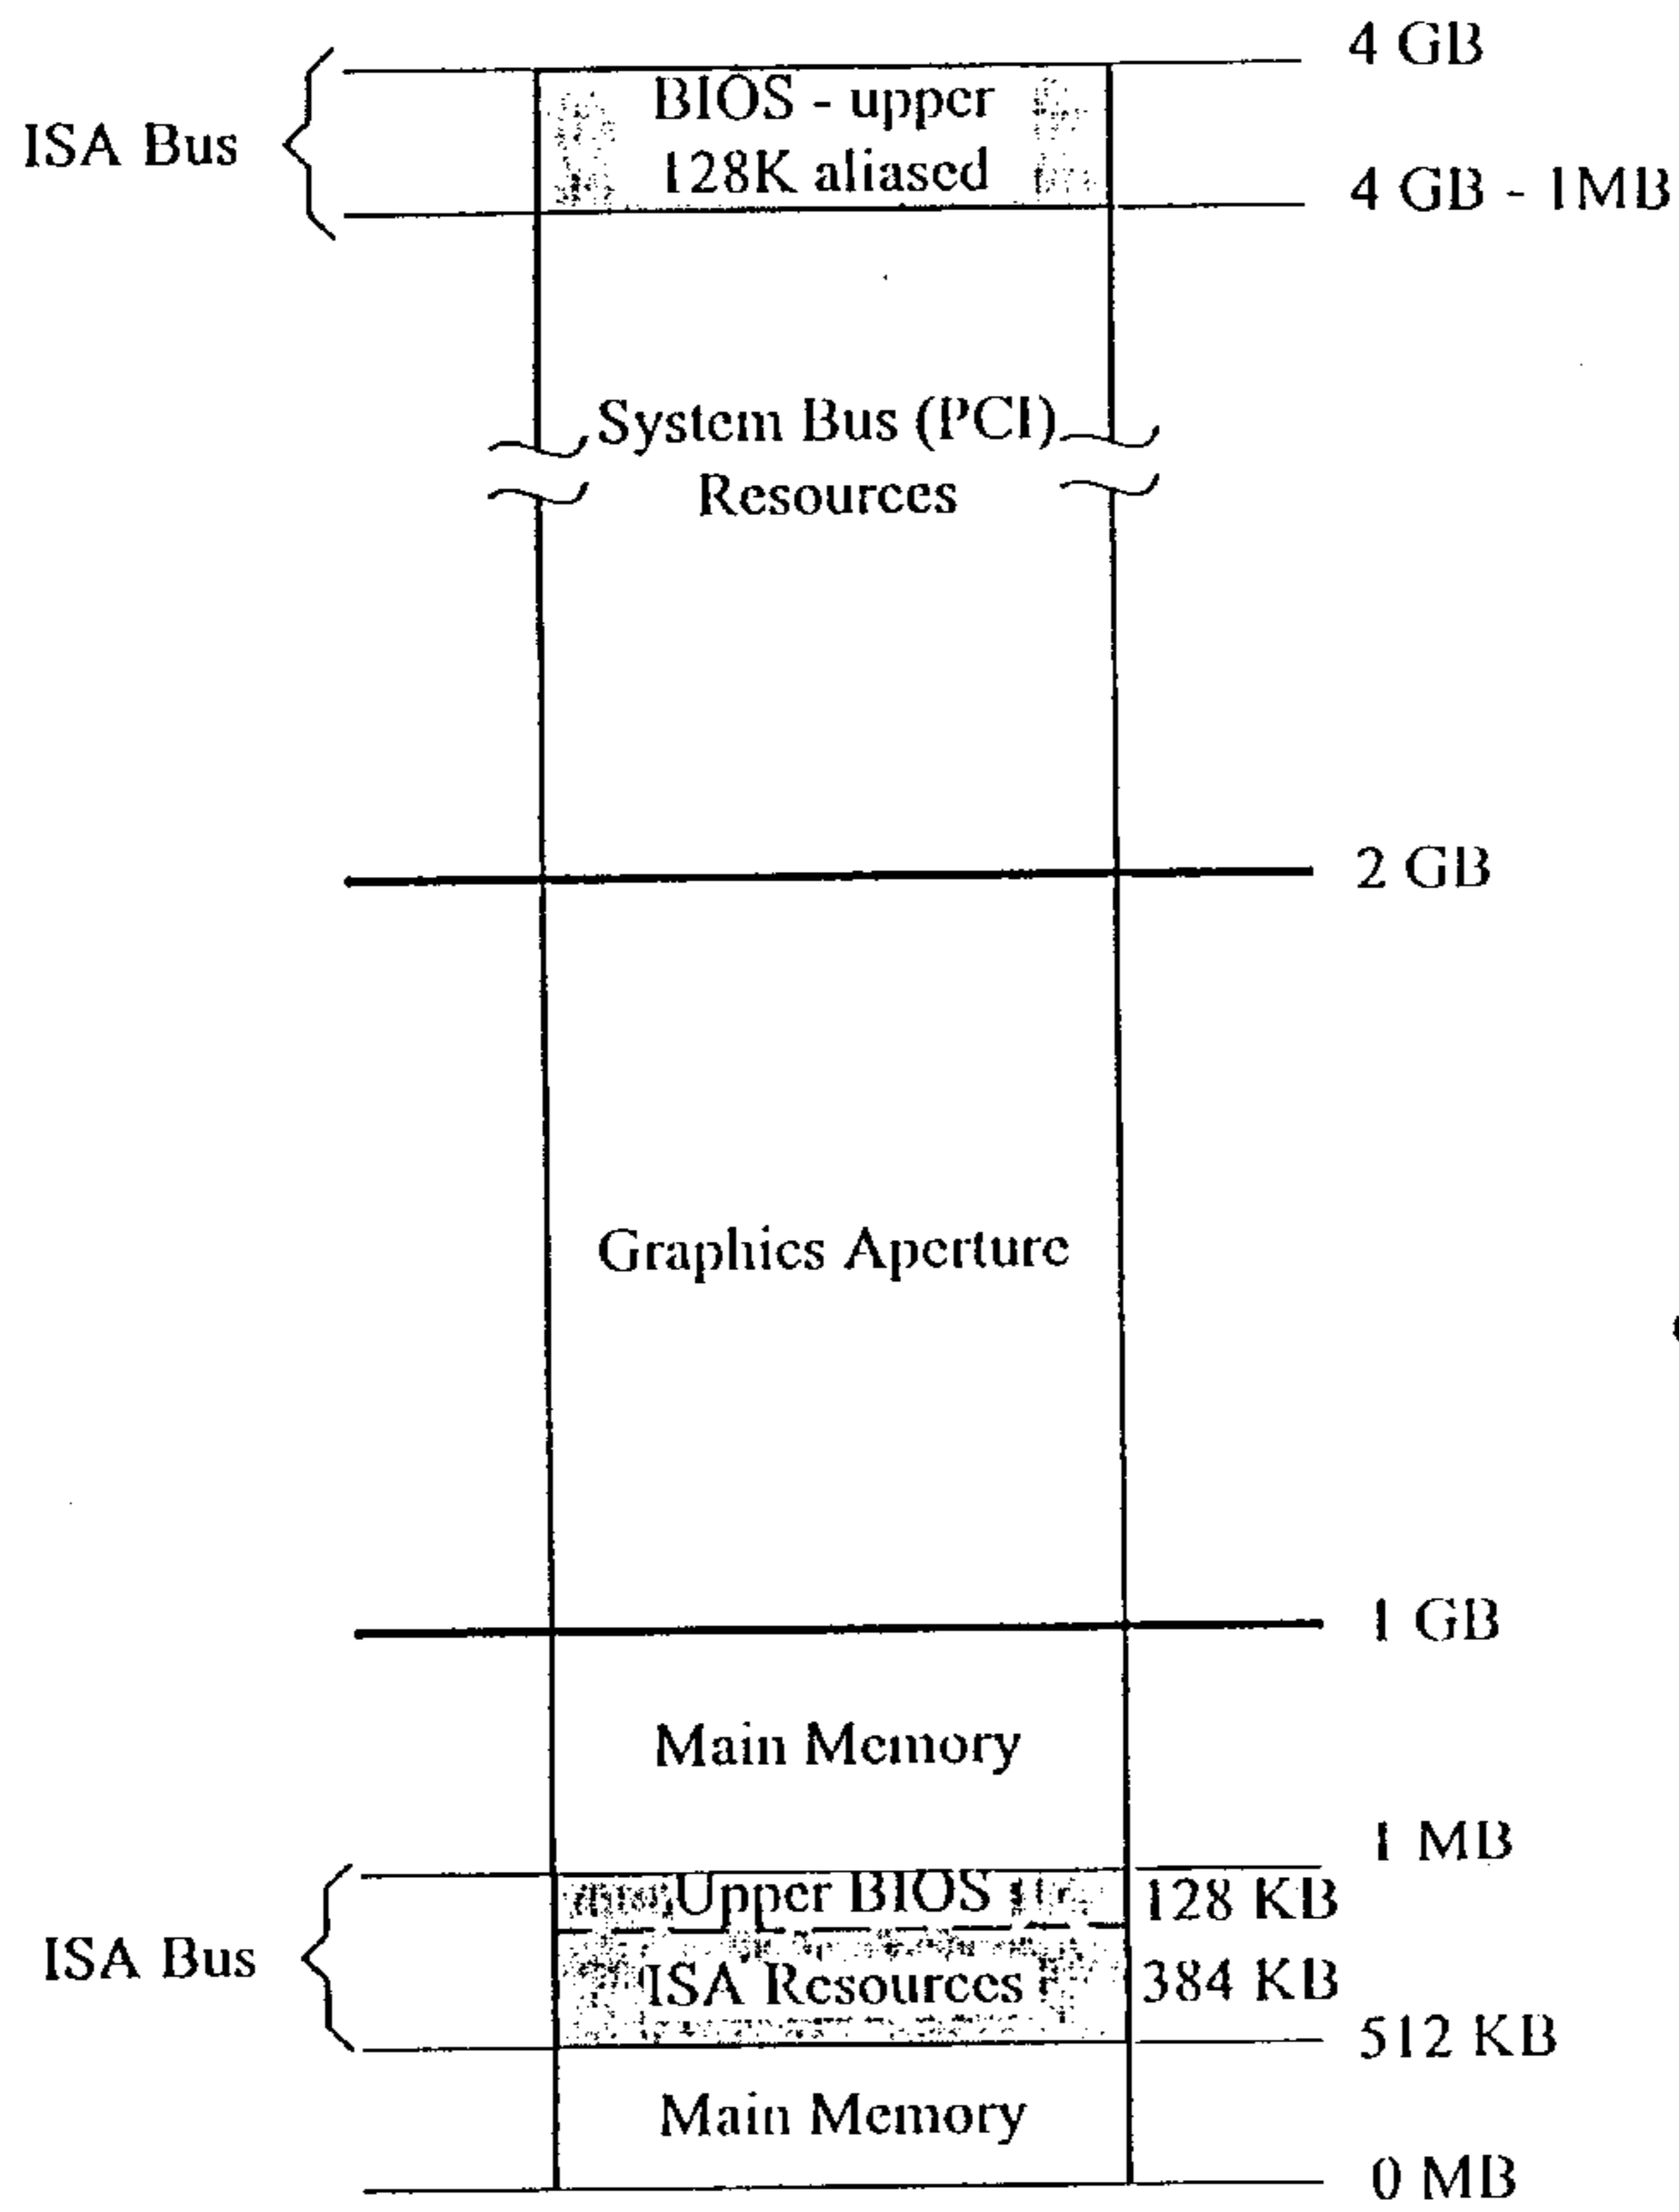 4 GB
BIOS - upper
ISA Bus
128K aliased
4 GB - 1MB
System Bus (PCI)
Resources
2 GB
Graphics Aperture
1 GB
Main Memory
1 MB
Upper BIOS
128 KB
ISA Bus
ISA Resources
384 KB
512 KB
Main Memory
0 MB